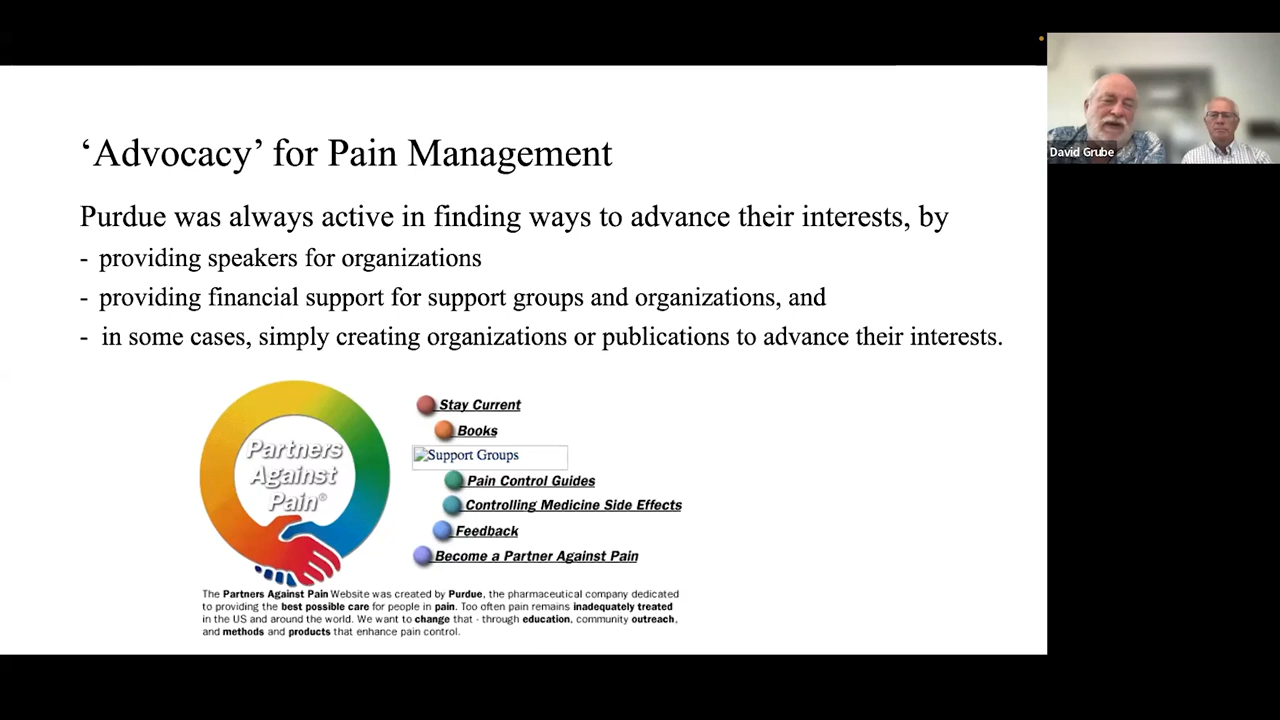 ‘Advocacy’ for Pain Management
Purdue was always active in finding ways to advance their interests, by
- providing speakers for organizations
- providing financial support for support groups and organizations, and
- in some cases, simply creating organizations or publications to advance their interests.
Partners
Against
Pain®
Stay Current
Books
Support Groups
Pain Control Guides
Controlling Medicine Side Effects
Feedback
Become a Partner Against Pain
The Partners Against Pain Website was created by Purdue, the pharmaceutical company dedicated
to providing the best possible care for people in pain. Too often pain remains inadequately treated
in the US and around the world. We want to change that - through education, community outreach,
and methods and products that enhance pain control.
David Grube